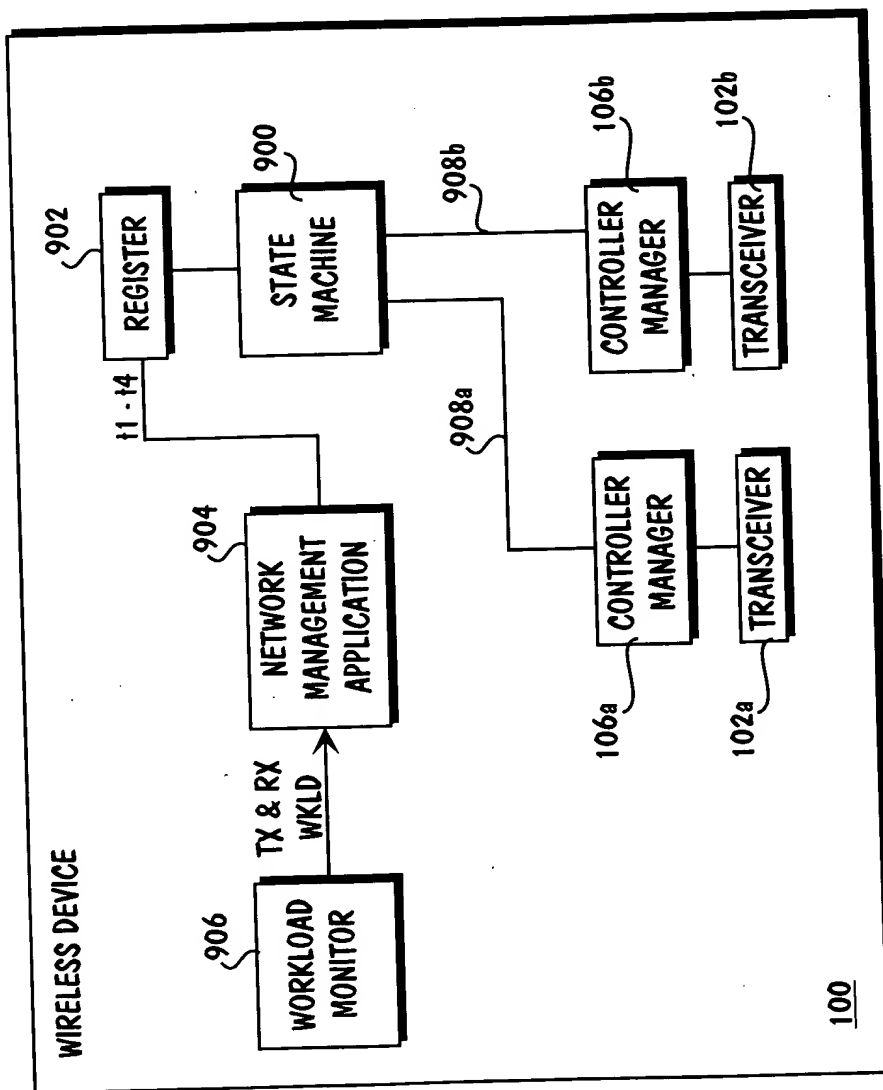 WIRELESS DEVICE
906
WORKLOAD
MONITOR
TX & RX
WKLD
904
NETWORK
MANAGEMENT
APPLICATION
t1 - t4
902
REGISTER
900
STATE
MACHINE
908a
908b
106a
CONTROLLER
MANAGER
106b
CONTROLLER
MANAGER
102a
TRANSCEIVER
102b
TRANSCEIVER
100